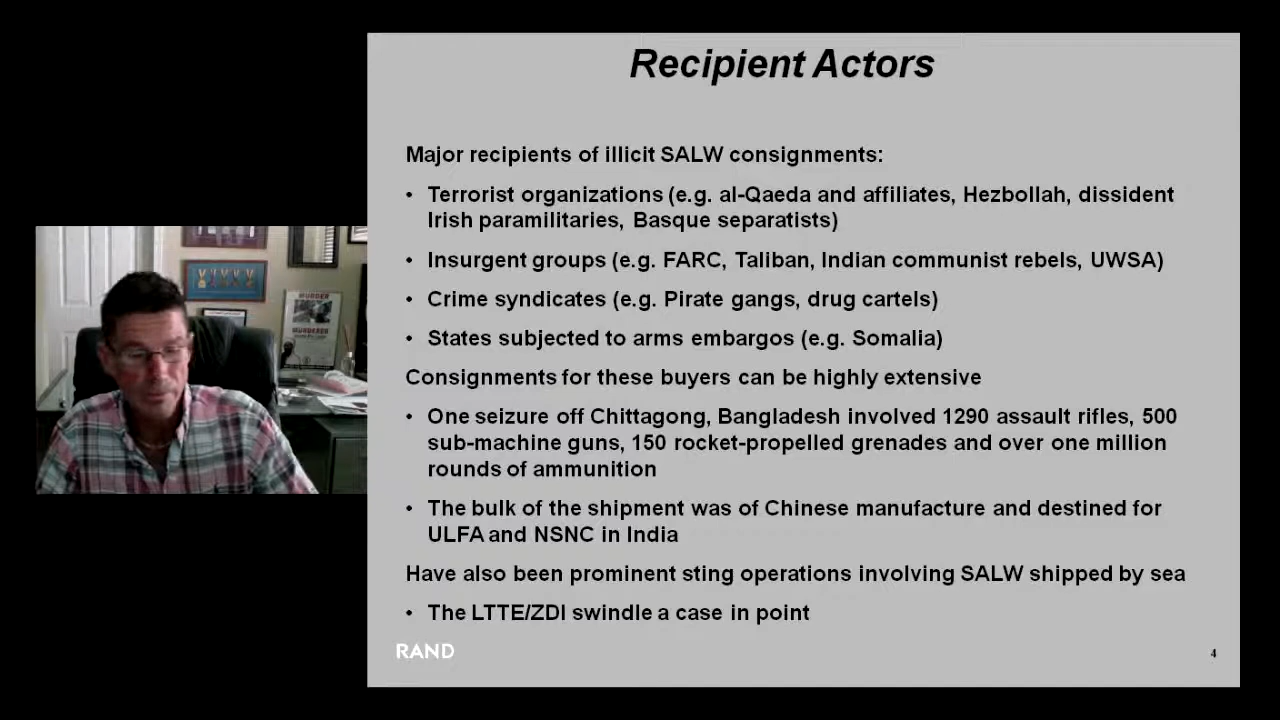 Recipient Actors
Major recipients of illicit SALW consignments:
• Terrorist organizations (e.g. al-Qaeda and affiliates, Hezbollah, dissident
Irish paramilitaries, Basque separatists)
• Insurgent groups (e.g. FARC, Taliban, Indian communist rebels, UWSA)
• Crime syndicates (e.g. Pirate gangs, drug cartels)
• States subjected to arms embargos (e.g. Somalia)
Consignments for these buyers can be highly extensive
• One seizure off Chittagong, Bangladesh involved 1290 assault rifles, 500
sub-machine guns, 150 rocket-propelled grenades and over one million
rounds of ammunition
• The bulk of the shipment was of Chinese manufacture and destined for
ULFA and NSNC in India
Have also been prominent sting operations involving SALW shipped by sea
• The LTTE/ZDI swindle a case in point
RAND
4
MURDER
MURDERER